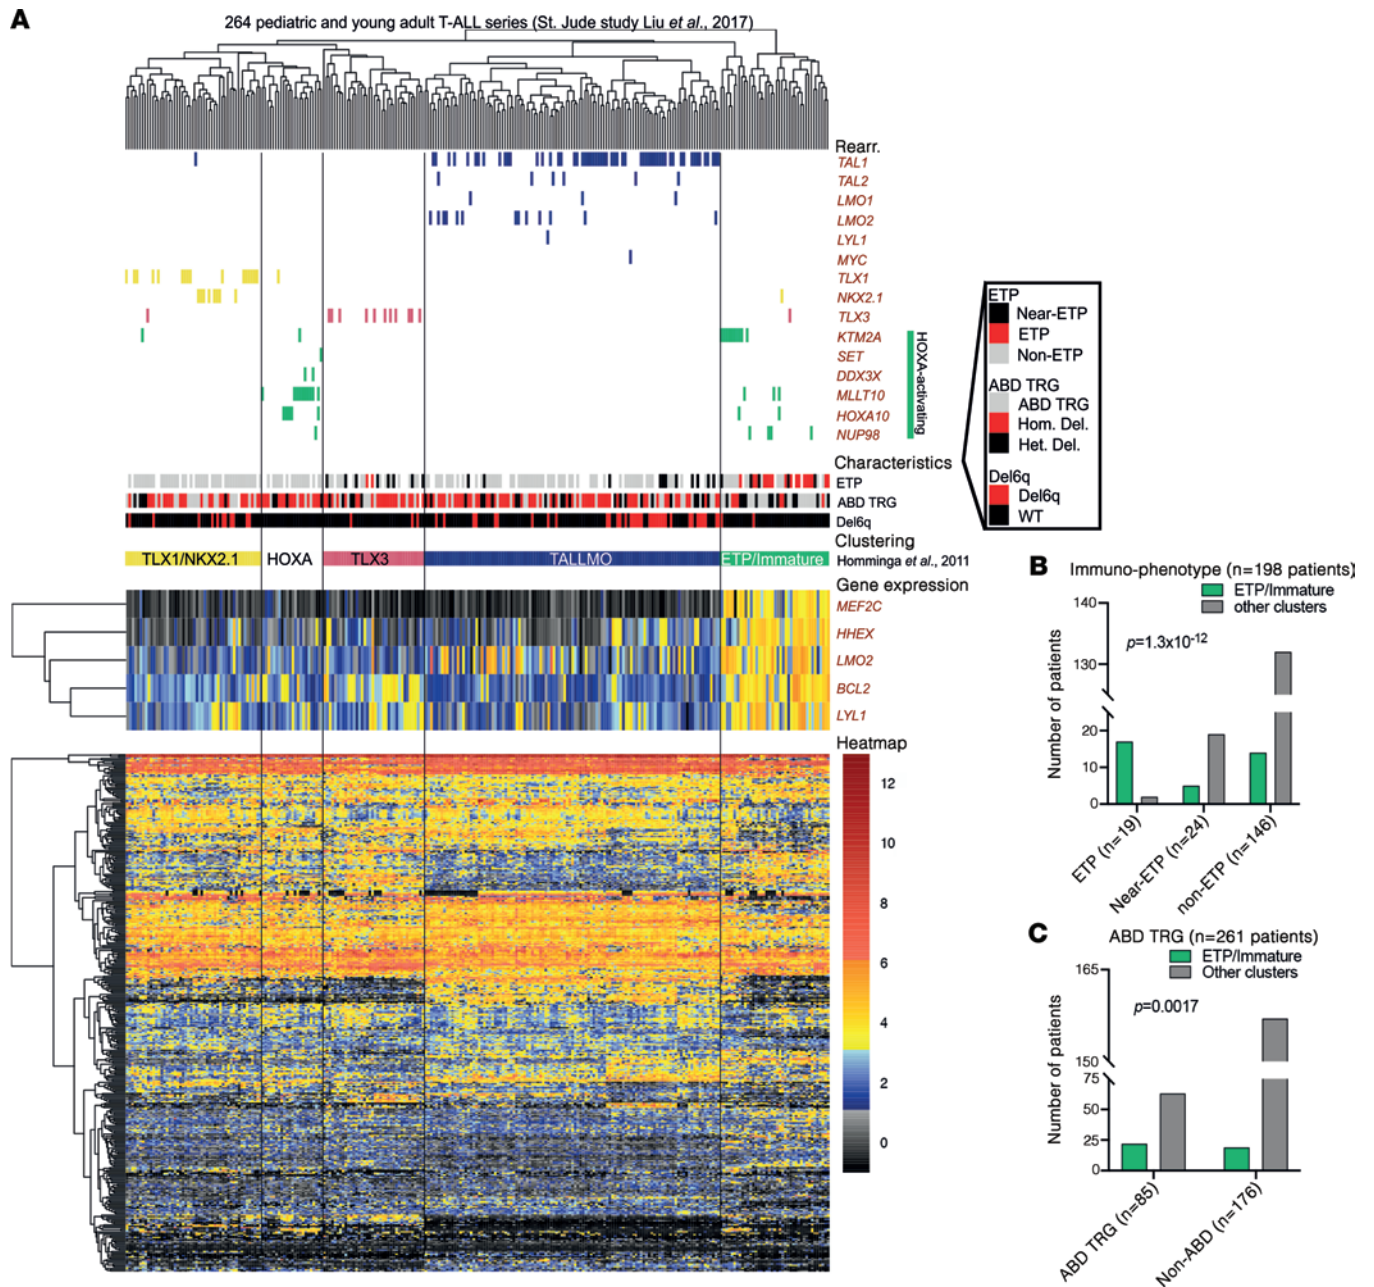 A
264 pediatric and young adult T-ALL series (St. Jude study Liu et al., 2017)
Rearr.
TAL1
TAL2
LMO1
LMO2
LYL1
MYC
TLX1
NKX2.1
TLX3
KTM2A
SET
DDX3X
MLLT10
HOXA10
NUP98
HOXA-activating
Characteristics
ETP
ABD TRG
Del6q
ETP
Near-ETP
ETP
Non-ETP
ABD TRG
ABD TRG
Hom. Del.
Het. Del.
Del6q
Del6q
WT
Clustering
TLX1/NKX2.1
HOXA
TLX3
TALLMO
ETP/Immature
Homminga et al., 2011
Gene expression
MEF2C
HHEX
LMO2
BCL2
LYL1
Heatmap
12
10
8
6
4
2
0
B
Immuno-phenotype (n=198 patients)
ETP/Immature
other clusters
p=1.3x10-12
Number of patients
140
130
20
10
0
ETP (n=19)
Near-ETP (n=24)
non-ETP (n=146)
C
ABD TRG (n=261 patients)
ETP/Immature
Other clusters
p=0.0017
Number of patients
165
150
75
50
25
0
ABD TRG (n=85)
Non-ABD (n=176)